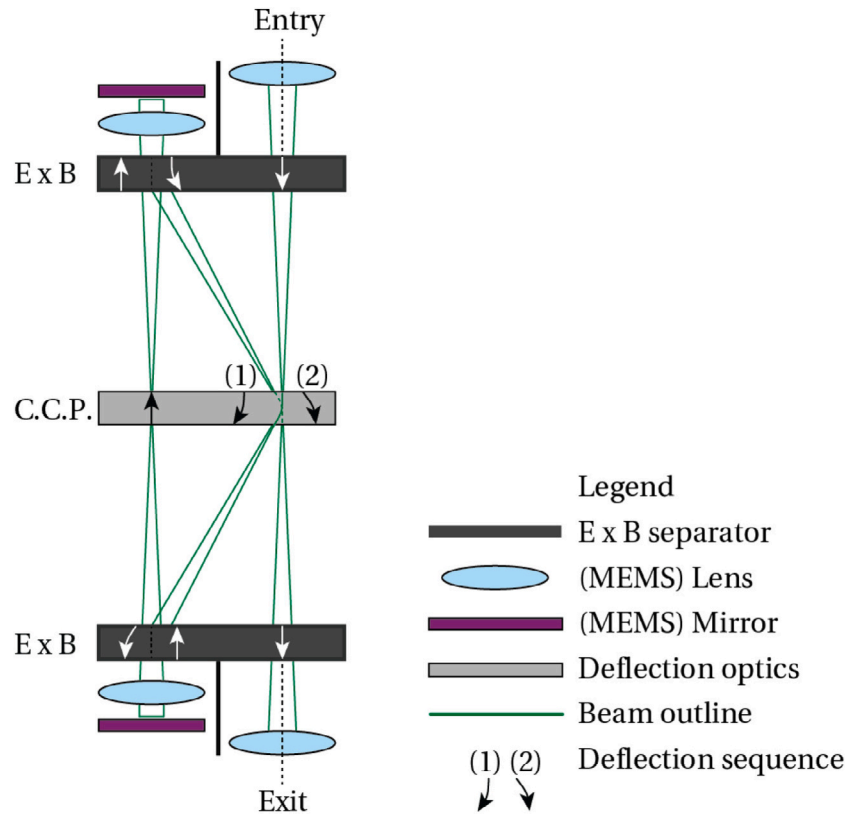 Entry
E x B
(1) (2)
C.C.P.
E x B
Exit
Legend
E x B separator
(MEMS) Lens
(MEMS) Mirror
Deflection optics
Beam outline
(1) (2) Deflection sequence